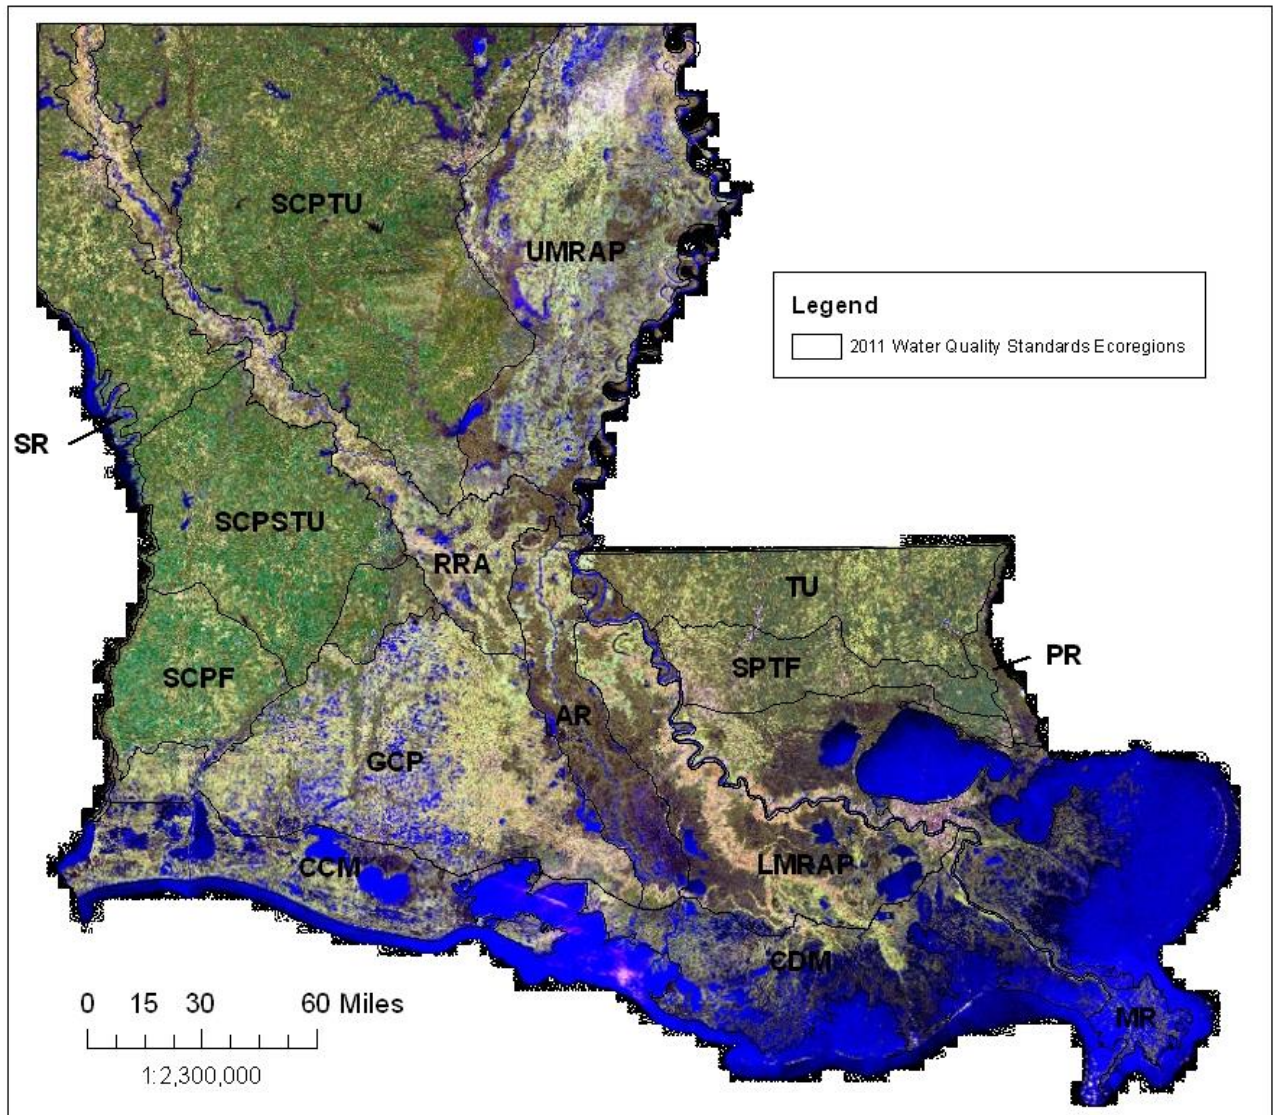 SCPTU
UMRAP
Legend
2011 Water Quality Standards Ecoregions
SR
SCPSTU
RRA
TU
PR
SPTF
SCPF
AR
GCP
CCM
LMRAP
CDM
MR
0 15 30 60 Miles
1:2,300,000